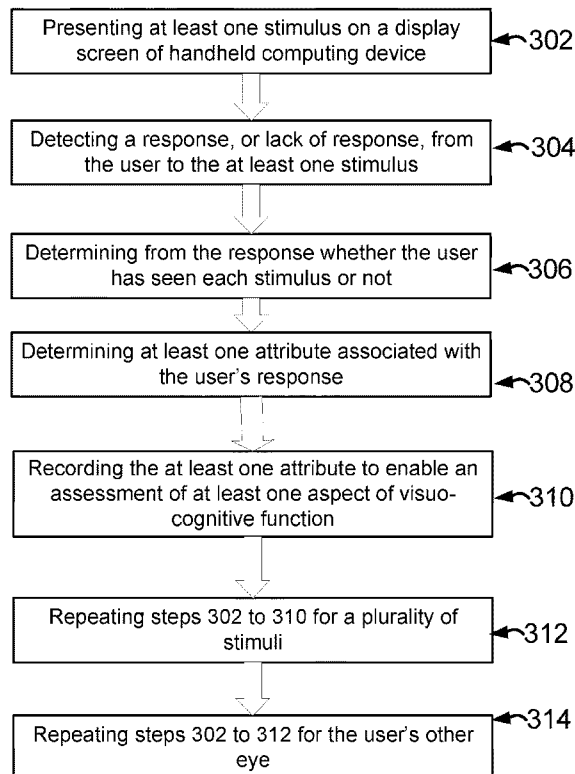 Presenting at least one stimulus on a display
screen of handheld computing device
302
Detecting a response, or lack of response, from
the user to the at least one stimulus
304
Determining from the response whether the user
has seen each stimulus or not
306
Determining at least one attribute associated with
the user's response
308
Recording the at least one attribute to enable an
assessment of at least one aspect of visuo-
cognitive function
310
Repeating steps 302 to 310 for a plurality of
stimuli
312
Repeating steps 302 to 312 for the user's other
eye
314